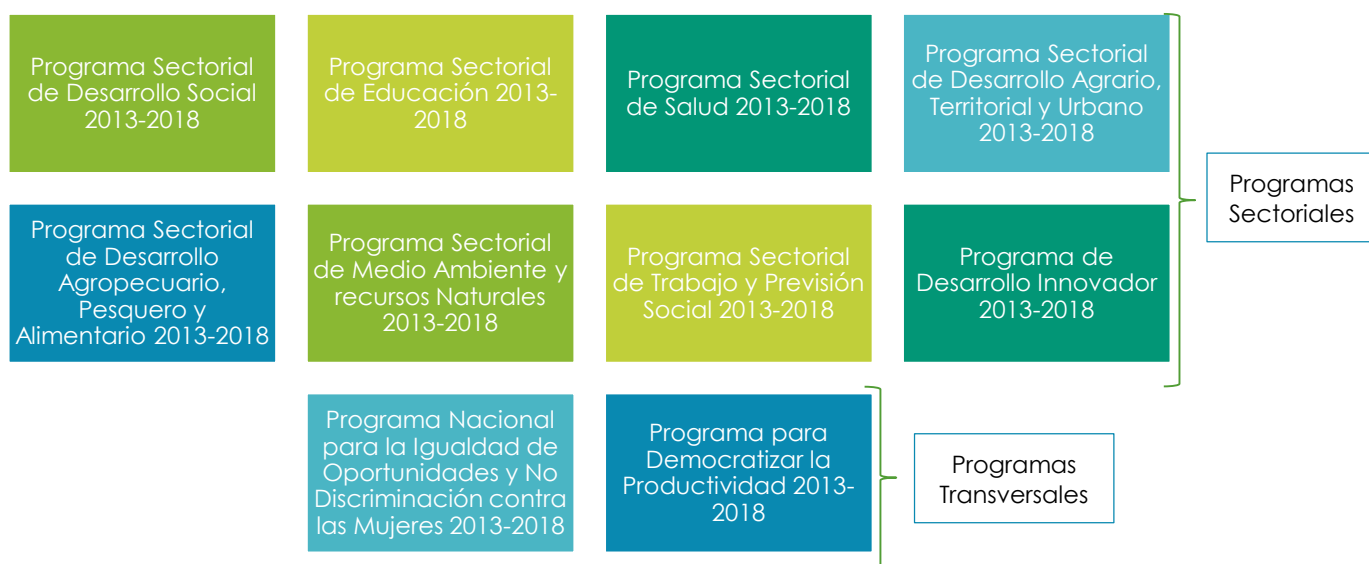 Programa Sectorial
de Desarrollo Social
2013-2018
Programa Sectorial
de Educación 2013-
2018
Programa Sectorial
de Salud 2013-2018
Programa Sectorial
de Desarrollo Agrario,
Territorial y Urbano
2013-2018
Programas
Sectoriales
Programa Sectorial
de Desarrollo
Agropecuario,
Pesquero y
Alimentario 2013-2018
Programa Sectorial
de Medio Ambiente y
recursos Naturales
2013-2018
Programa Sectorial
de Trabajo y Previsión
Social 2013-2018
Programa de
Desarrollo Innovador
2013-2018
Programa Nacional
para la Igualdad de
Oportunidades y No
Discriminación contra
las Mujeres 2013-2018
Programa para
Democratizar la
Productividad 2013-
2018
Programas
Transversales